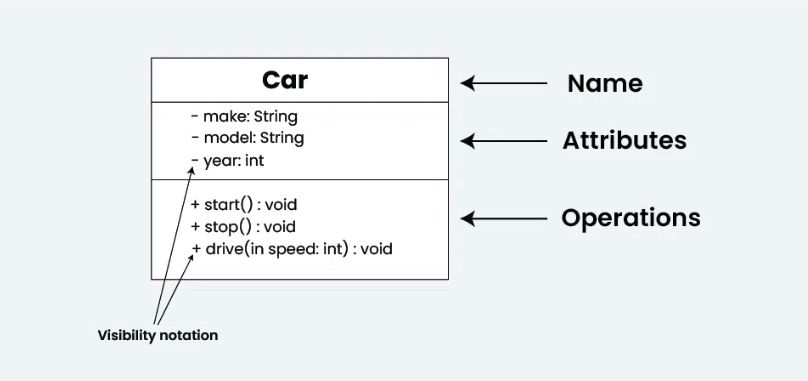 Car
Name
- make: String
- model: String
Attributes
- year: int
+ start() : void
+ stop() : void
Operations
+ drive(in speed: int) : void
Visibility notation